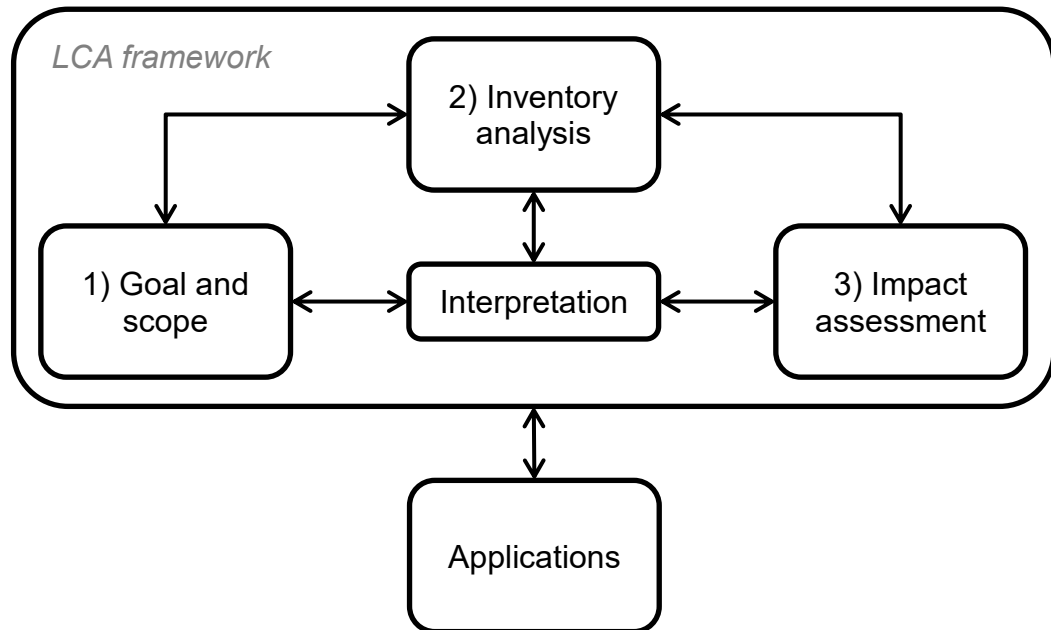 LCA framework
2) Inventory
analysis
1) Goal and
scope
Interpretation
3) Impact
assessment
Applications